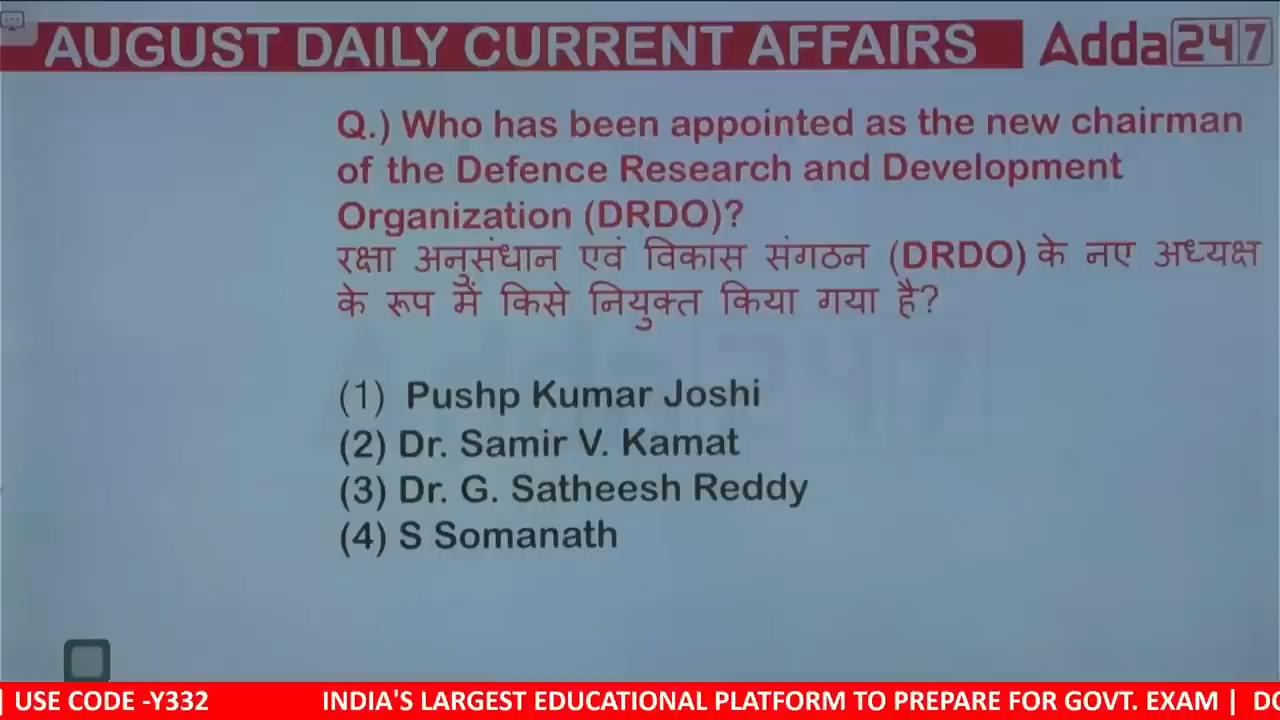 AUGUST DAILY CURRENT AFFAIRS
Adda247
Q.) Who has been appointed as the new chairman
of the Defence Research and Development
Organization (DRDO)?
रक्षा अनुसंधान एवं विकास संगठन (DRDO) के नए अध्यक्ष
के रूप में किसे नियुक्त किया गया है?
(1) Pushp Kumar Joshi
(2) Dr. Samir V. Kamat
(3) Dr. G. Satheesh Reddy
(4) S Somanath
| USE CODE -Y332 INDIA'S LARGEST EDUCATIONAL PLATFORM TO PREPARE FOR GOVT. EXAM |